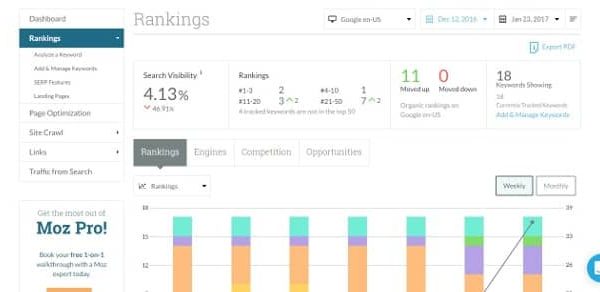 Dashboard
Rankings
Analyze a Keyword
Add & Manage Keywords
SERP Features
Landing Pages
Page Optimization
Site Crawl
Links
Traffic from Search
Get the most out of
Moz Pro!
Book your free 1-on-1
walkthrough with a Moz
expert today.
Rankings
Google en-US
Dec 12, 2016
Jan 23, 2017
Export PDF
Search Visibility
4.13%
46.91%
Rankings
#1-3 2 #4-10 1
#11-20 3 2 #21-50 7 2
4 tracked keywords are not in the top 50
11 0
Moved up Moved down
Organic rankings on
Google en-US
18
Keywords Showing
18
Currently Tracked Keywords
Add & Manage Keywords
Rankings Engines Competition Opportunities
Rankings
Weekly Monthly
18 39
15 33
12 28